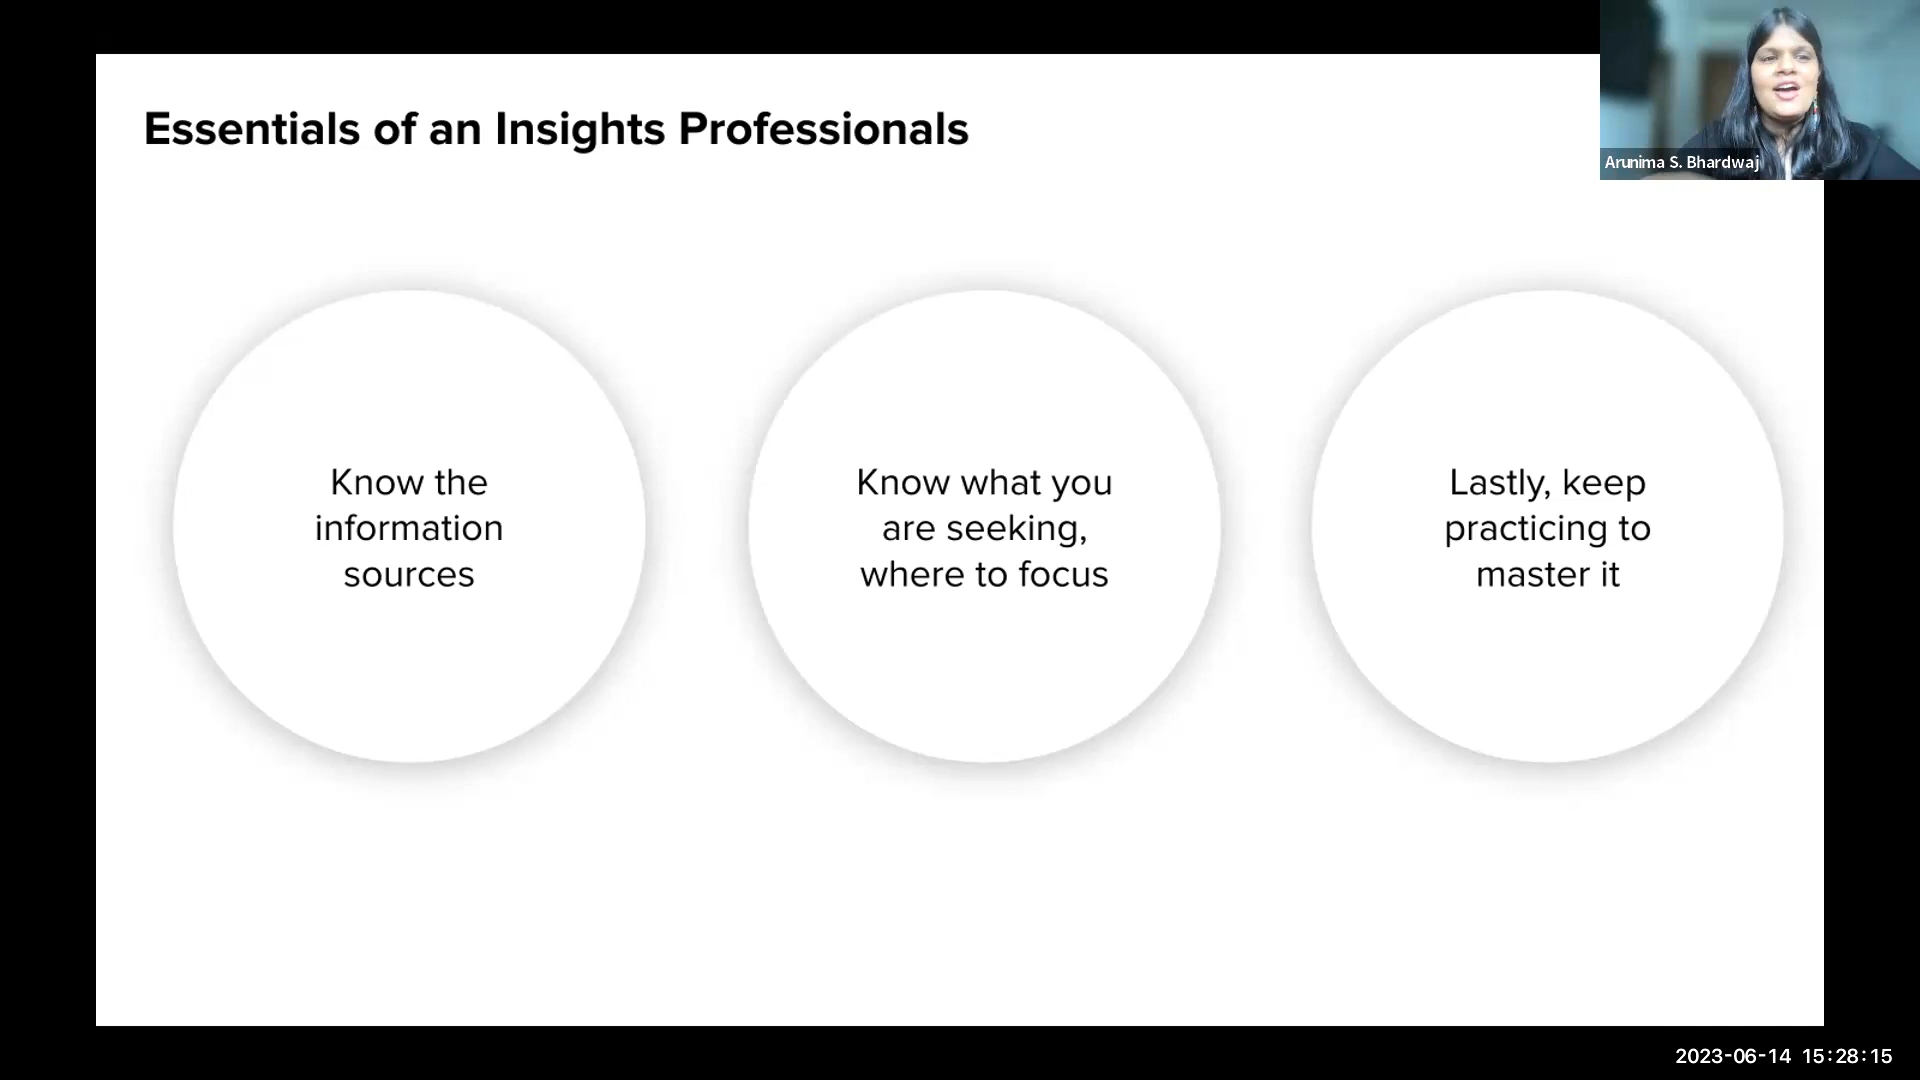 Essentials of an Insights Professionals
Arunima S. Bhardwaj
Know the
information
sources
Know what you
are seeking,
where to focus
Lastly, keep
practicing to
master it
2023-06-14 15:28:15